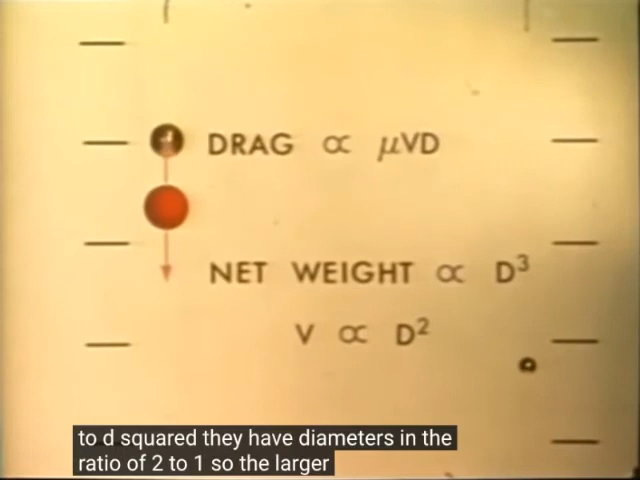 DRAG ∝ μVD
NET WEIGHT ∝ D³
V ∝ D²
to d squared they have diameters in the
ratio of 2 to 1 so the larger